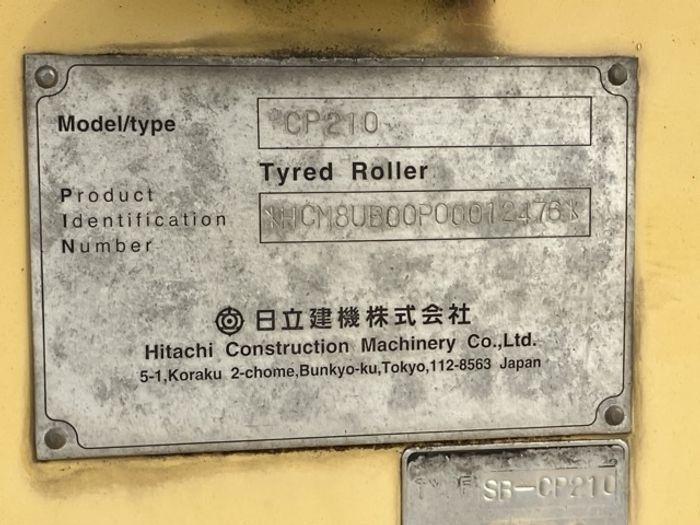 Model/type CP210
Tyred Roller
Product
Identification *HCM8UB00P00012476*
Number
日立建機株式会社
Hitachi Construction Machinery Co.,Ltd.
5-1,Koraku 2-chome,Bunkyo-ku,Tokyo,112-8563 Japan
SB-CP210